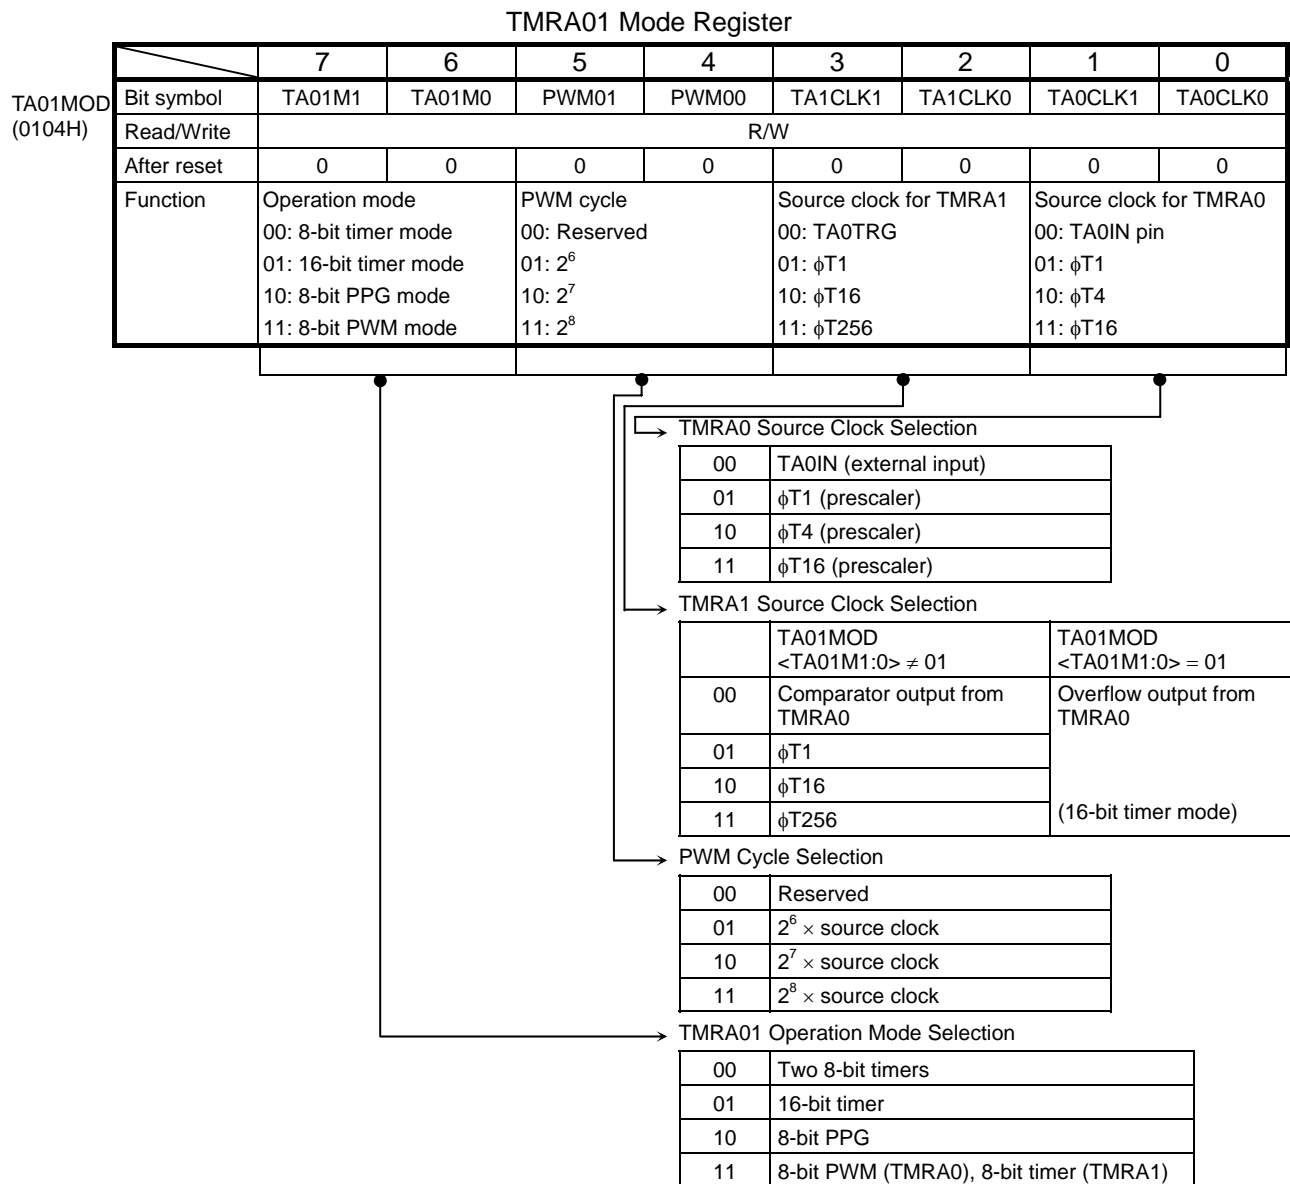 TMRA01 Mode Register
7 6 5 4 3 2 1 0
TA01MOD (0104H)
Bit symbol TA01M1 TA01M0 PWM01 PWM00 TA1CLK1 TA1CLK0 TA0CLK1 TA0CLK0
Read/Write R/W
After reset 0 0 0 0 0 0 0 0
Function Operation mode PWM cycle Source clock for TMRA1 Source clock for TMRA0
00: 8-bit timer mode 00: Reserved 00: TA0TRG 00: TA0IN pin
01: 16-bit timer mode 01: 2^6 01: ϕT1 01: ϕT1
10: 8-bit PPG mode 10: 2^7 10: ϕT16 10: ϕT4
11: 8-bit PWM mode 11: 2^8 11: ϕT256 11: ϕT16
TMRA0 Source Clock Selection
00 TA0IN (external input)
01 ϕT1 (prescaler)
10 ϕT4 (prescaler)
11 ϕT16 (prescaler)
TMRA1 Source Clock Selection
TA01MOD <TA01M1:0> ≠ 01 TA01MOD <TA01M1:0> = 01
00 Comparator output from TMRA0 Overflow output from TMRA0
01 ϕT1
10 ϕT16
11 ϕT256 (16-bit timer mode)
PWM Cycle Selection
00 Reserved
01 2^6 × source clock
10 2^7 × source clock
11 2^8 × source clock
TMRA01 Operation Mode Selection
00 Two 8-bit timers
01 16-bit timer
10 8-bit PPG
11 8-bit PWM (TMRA0), 8-bit timer (TMRA1)